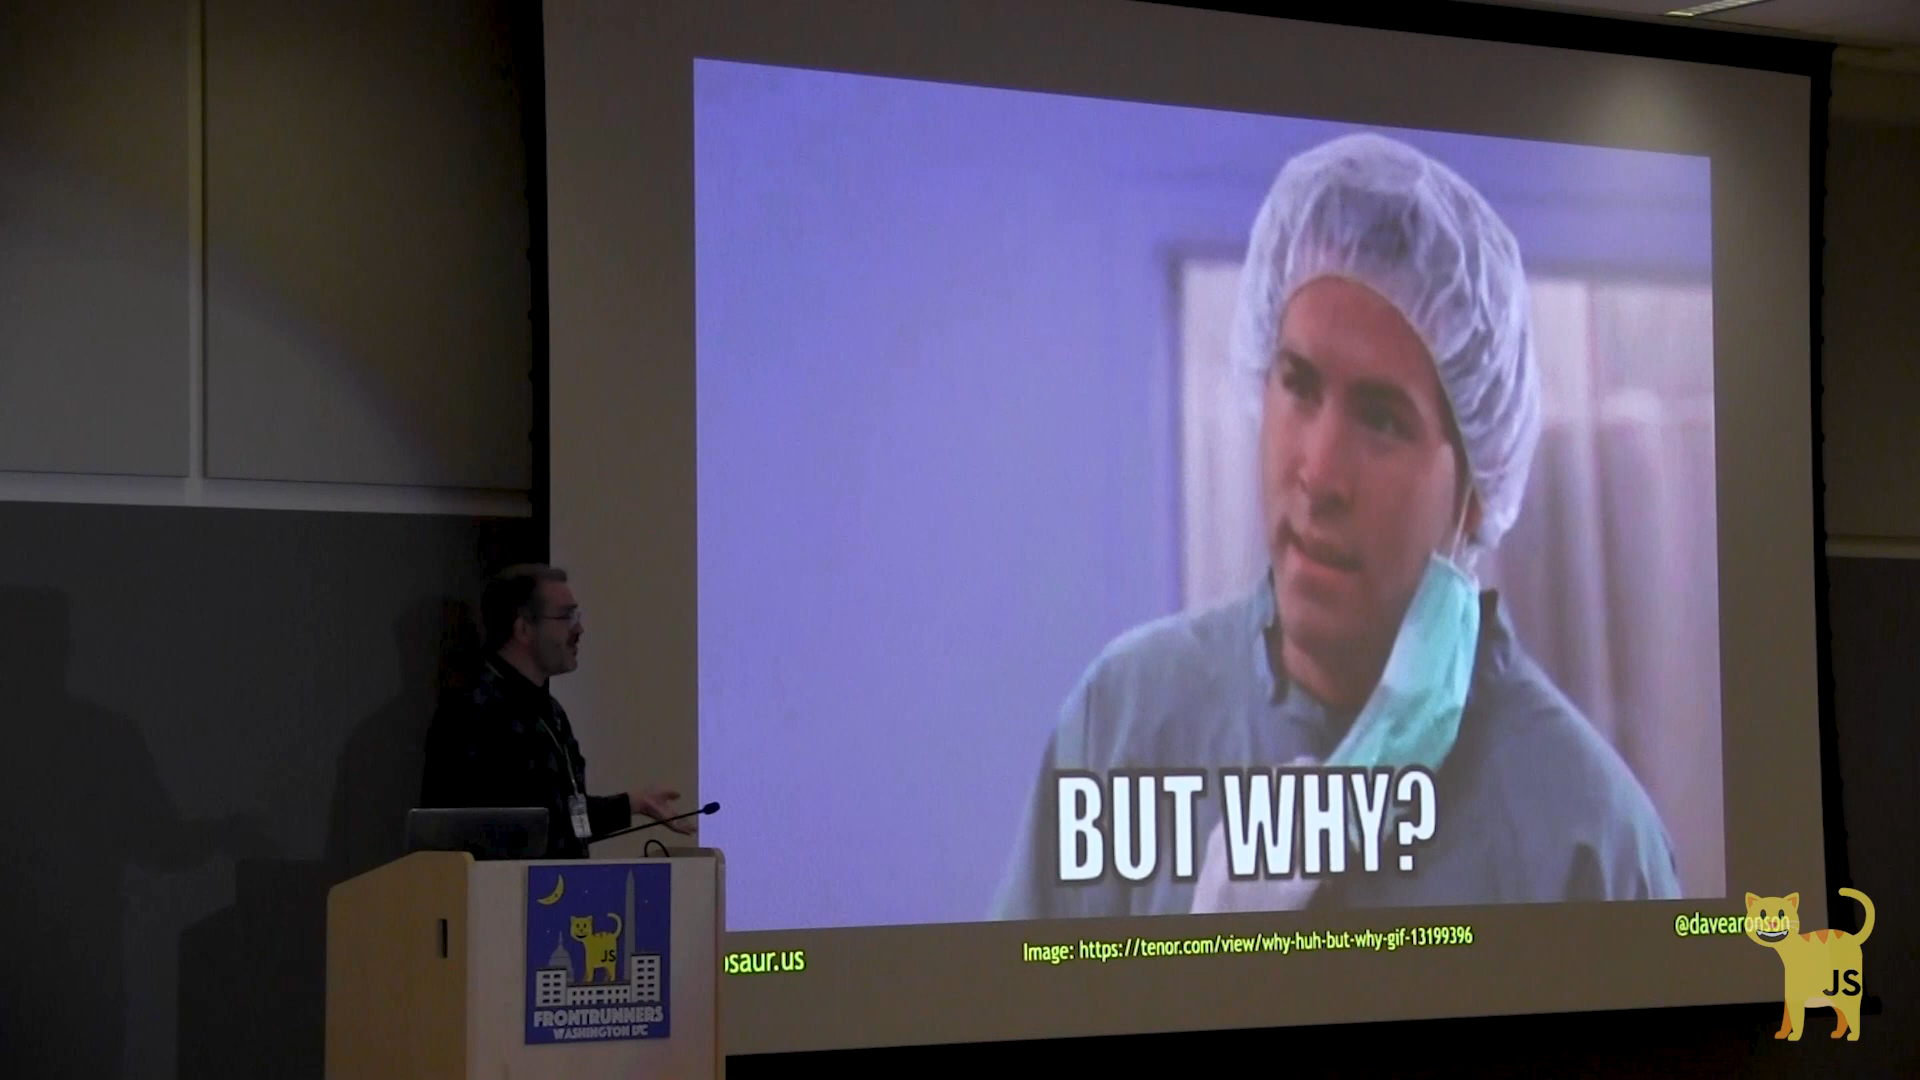 BUT WHY?
saur.us
Image: https://tenor.com/view/why-huh-but-why-gif-13199396
@davearonson
JS
JS
FRONTRUNNERS
WASHINGTON DC